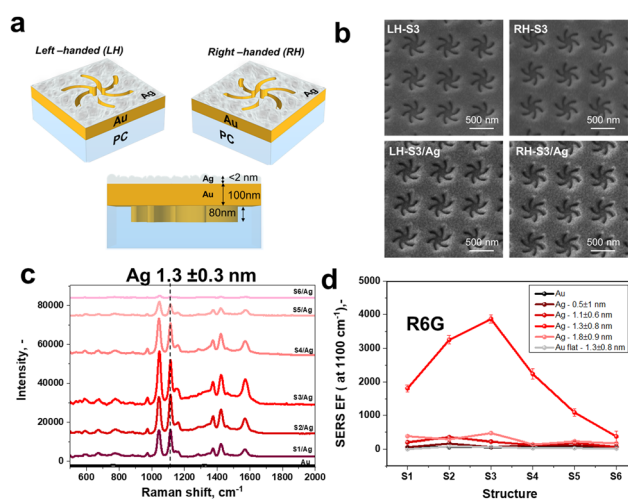 a
Left –handed (LH)
Right –handed (RH)
Ag
Au
PC
Ag
Au
PC
Ag
<2 nm
Au
100nm
80nm
b
LH-S3
RH-S3
500 nm
500 nm
LH-S3/Ag
RH-S3/Ag
500 nm
500 nm
c
Ag 1.3 ±0.3 nm
Intensity, -
80000
60000
40000
20000
0
S6/Ag
S5/Ag
S4/Ag
S3/Ag
S2/Ag
S1/Ag
Au
600 800 1000 1200 1400 1600 1800 2000
Raman shift, cm-1
d
SERS EF ( at 1100 cm-1),-
5000
4000
3000
2000
1000
0
R6G
Au
Ag - 0.5±1 nm
Ag - 1.1±0.6 nm
Ag - 1.3±0.8 nm
Ag - 1.8±0.9 nm
Au flat - 1.3±0.8 nm
S1 S2 S3 S4 S5 S6
Structure